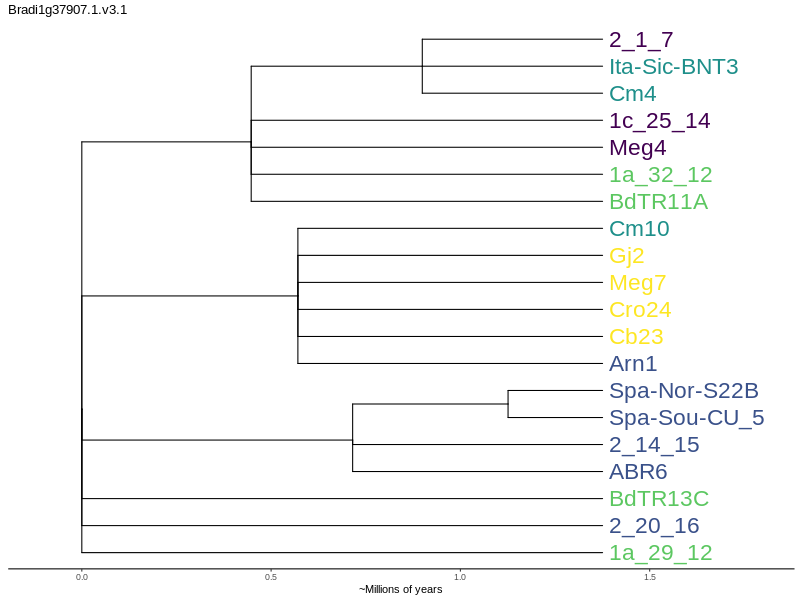 Bradi1g37907.1.v3.1
2_1_7
Ita-Sic-BNT3
Cm4
1c_25_14
Meg4
1a_32_12
BdTR11A
Cm10
Gj2
Meg7
Cro24
Cb23
Arn1
Spa-Nor-S22B
Spa-Sou-CU_5
2_14_15
ABR6
BdTR13C
2_20_16
1a_29_12
0.0 0.5 1.0 1.5
~Millions of years